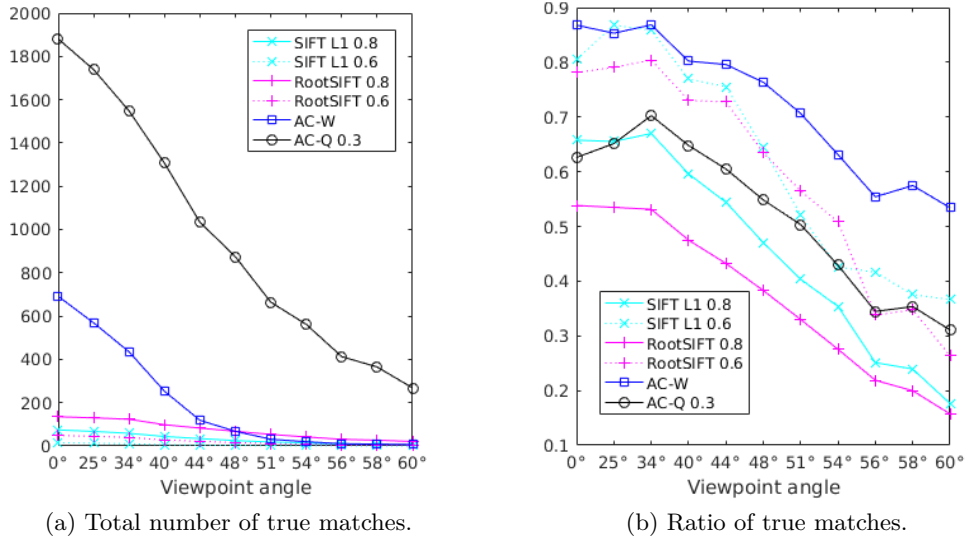 2000
1800
1600
1400
1200
1000
800
600
400
200
0
0° 25° 34° 40° 44° 48° 51° 54° 56° 58° 60°
Viewpoint angle
SIFT L1 0.8
SIFT L1 0.6
RootSIFT 0.8
RootSIFT 0.6
AC-W
AC-Q 0.3
(a) Total number of true matches.
0.9
0.8
0.7
0.6
0.5
0.4
0.3
0.2
0.1
0° 25° 34° 40° 44° 48° 51° 54° 56° 58° 60°
Viewpoint angle
SIFT L1 0.8
SIFT L1 0.6
RootSIFT 0.8
RootSIFT 0.6
AC-W
AC-Q 0.3
(b) Ratio of true matches.